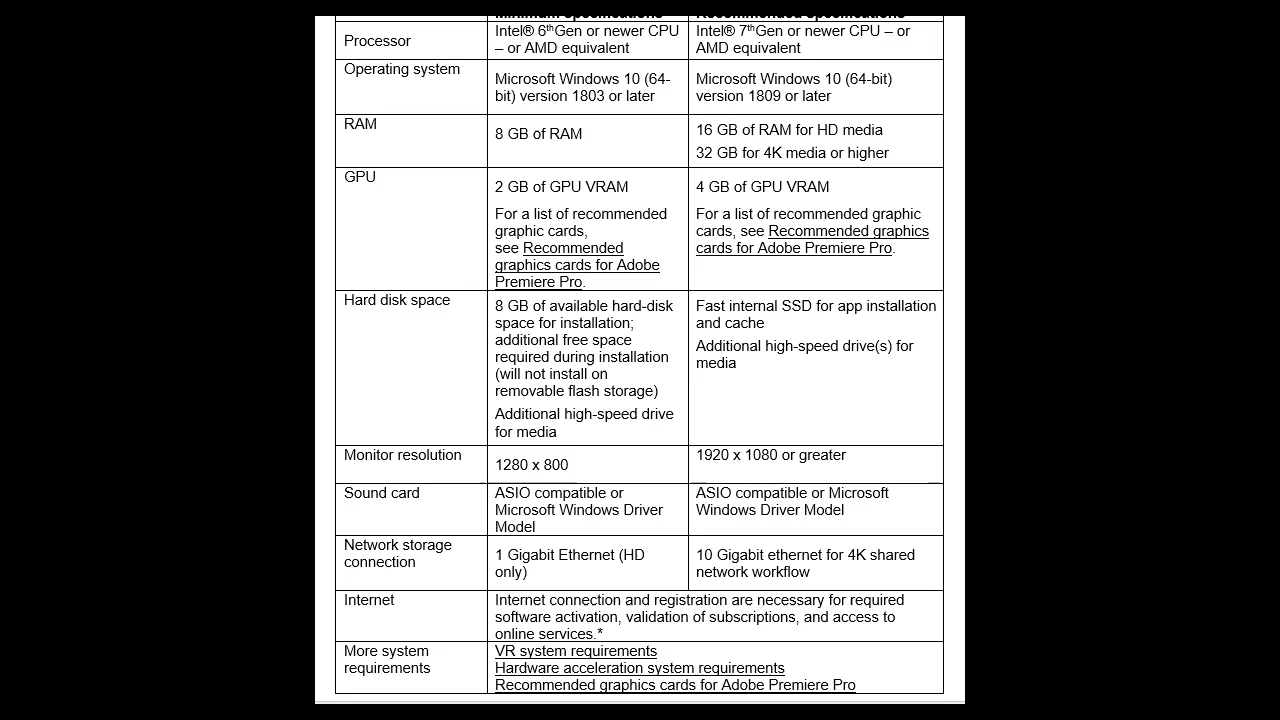 Minimum specifications Recommended specifications
Processor
Intel® 6thGen or newer CPU
– or AMD equivalent
Intel® 7thGen or newer CPU – or
AMD equivalent
Operating system
Microsoft Windows 10 (64-
bit) version 1803 or later
Microsoft Windows 10 (64-bit)
version 1809 or later
RAM
8 GB of RAM
16 GB of RAM for HD media
32 GB for 4K media or higher
GPU
2 GB of GPU VRAM
For a list of recommended
graphic cards,
see Recommended
graphics cards for Adobe
Premiere Pro.
4 GB of GPU VRAM
For a list of recommended graphic
cards, see Recommended graphics
cards for Adobe Premiere Pro.
Hard disk space
8 GB of available hard-disk
space for installation;
additional free space
required during installation
(will not install on
removable flash storage)
Additional high-speed drive
for media
Fast internal SSD for app installation
and cache
Additional high-speed drive(s) for
media
Monitor resolution
1280 x 800
1920 x 1080 or greater
Sound card
ASIO compatible or
Microsoft Windows Driver
Model
ASIO compatible or Microsoft
Windows Driver Model
Network storage
connection
1 Gigabit Ethernet (HD
only)
10 Gigabit ethernet for 4K shared
network workflow
Internet
Internet connection and registration are necessary for required
software activation, validation of subscriptions, and access to
online services.*
More system
requirements
VR system requirements
Hardware acceleration system requirements
Recommended graphics cards for Adobe Premiere Pro